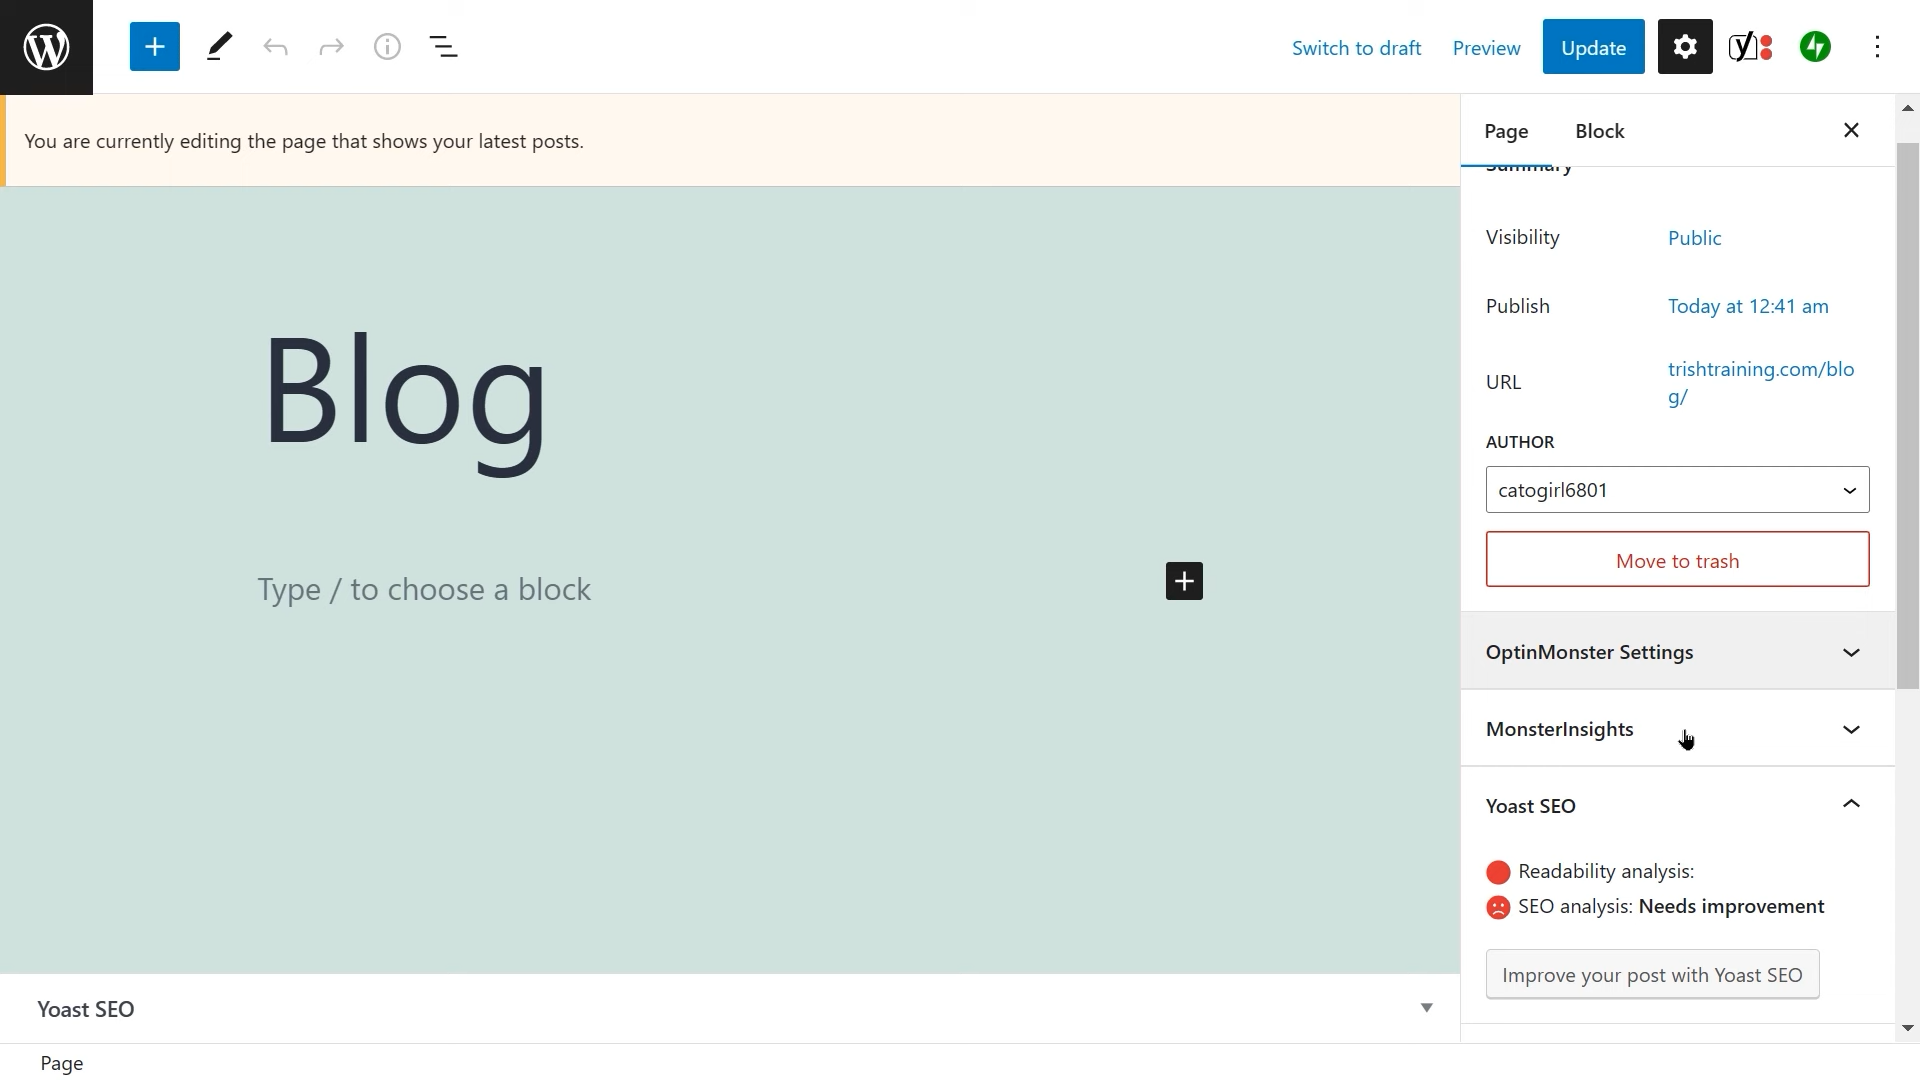 Switch to draft
Preview
Update
You are currently editing the page that shows your latest posts.
Blog
Type / to choose a block
Yoast SEO
Page
Page
Block
Summary
Visibility
Public
Publish
Today at 12:41 am
URL
trishtraining.com/blo
g/
AUTHOR
catogirl6801
Move to trash
OptinMonster Settings
MonsterInsights
Yoast SEO
Readability analysis:
SEO analysis: Needs improvement
Improve your post with Yoast SEO